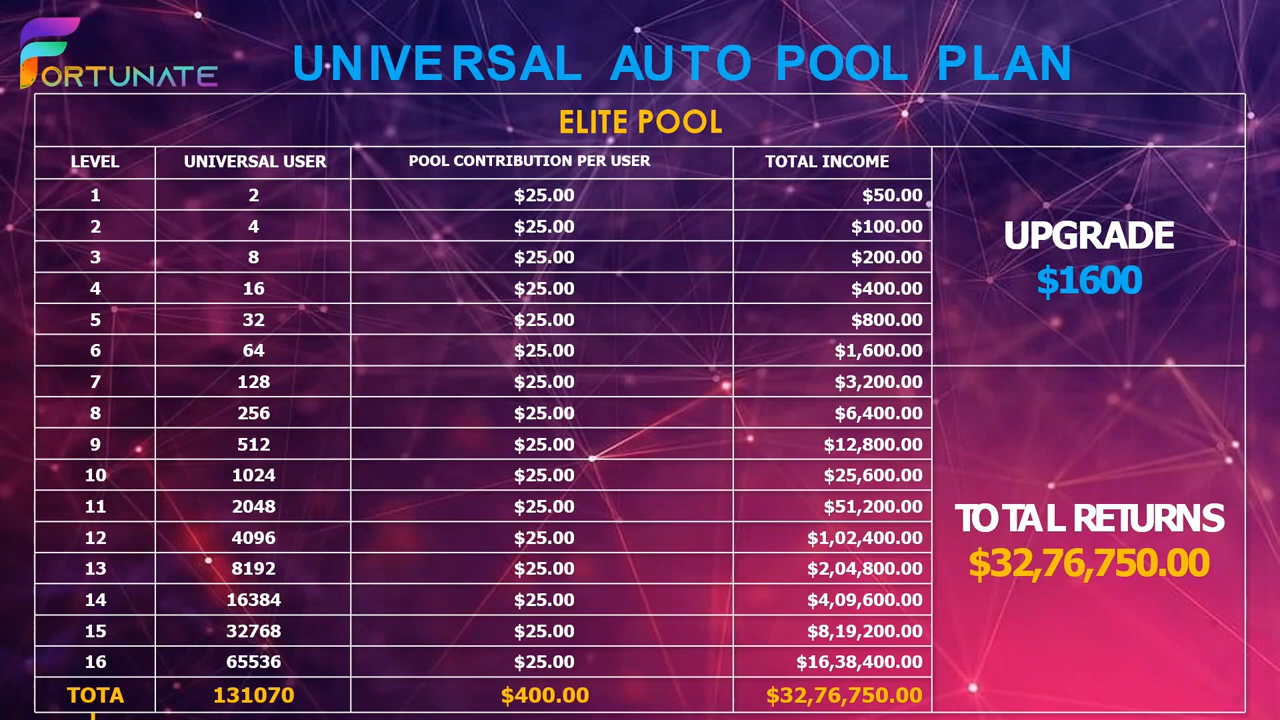 FORTUNATE
UNIVERSAL AUTO POOL PLAN
ELITE POOL
LEVEL UNIVERSAL USER POOL CONTRIBUTION PER USER TOTAL INCOME
1 2 $25.00 $50.00
2 4 $25.00 $100.00
3 8 $25.00 $200.00
4 16 $25.00 $400.00
5 32 $25.00 $800.00
6 64 $25.00 $1,600.00
7 128 $25.00 $3,200.00
8 256 $25.00 $6,400.00
9 512 $25.00 $12,800.00
10 1024 $25.00 $25,600.00
11 2048 $25.00 $51,200.00
12 4096 $25.00 $1,02,400.00
13 8192 $25.00 $2,04,800.00
14 16384 $25.00 $4,09,600.00
15 32768 $25.00 $8,19,200.00
16 65536 $25.00 $16,38,400.00
TOTA 131070 $400.00 $32,76,750.00
UPGRADE
$1600
TOTAL RETURNS
$32,76,750.00